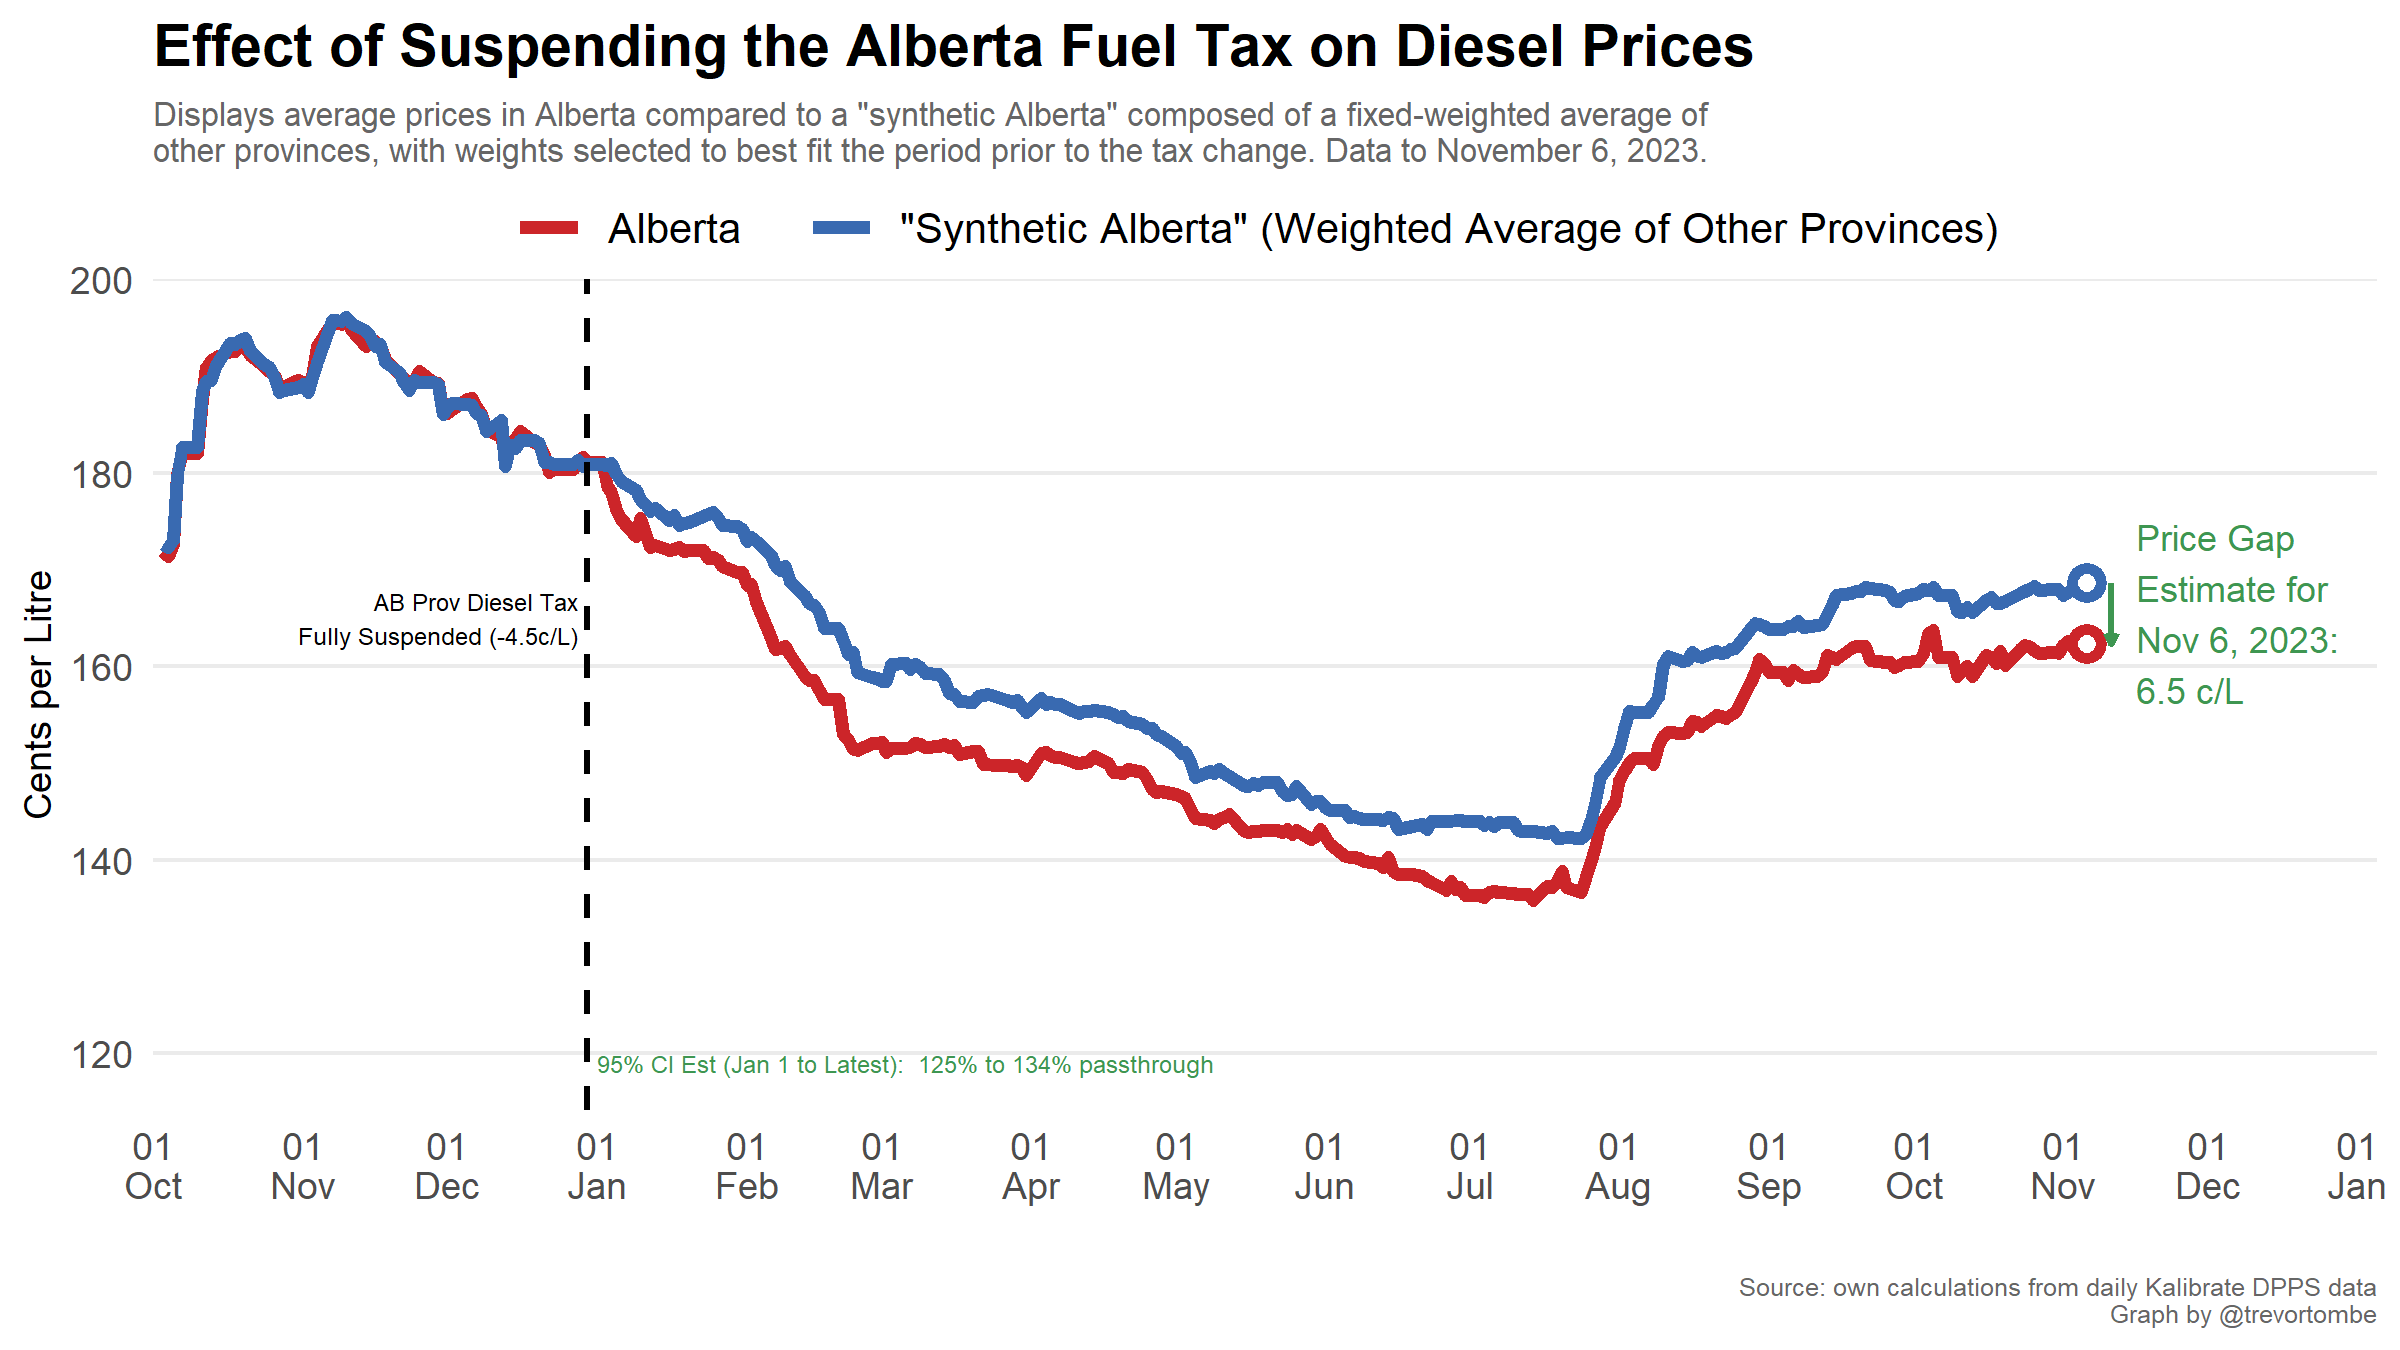 Effect of Suspending the Alberta Fuel Tax on Diesel Prices
Displays average prices in Alberta compared to a "synthetic Alberta" composed of a fixed-weighted average of
other provinces, with weights selected to best fit the period prior to the tax change. Data to November 6, 2023.
Alberta
"Synthetic Alberta" (Weighted Average of Other Provinces)
Cents per Litre
200
180
160
140
120
AB Prov Diesel Tax
Fully Suspended (-4.5c/L)
Price Gap
Estimate for
Nov 6, 2023:
6.5 c/L
95% CI Est (Jan 1 to Latest):  125% to 134% passthrough
01 01 01 01 01 01 01 01 01 01 01 01 01 01 01 01
Oct Nov Dec Jan Feb Mar Apr May Jun Jul Aug Sep Oct Nov Dec Jan
Source: own calculations from daily Kalibrate DPPS data
Graph by @trevortombe